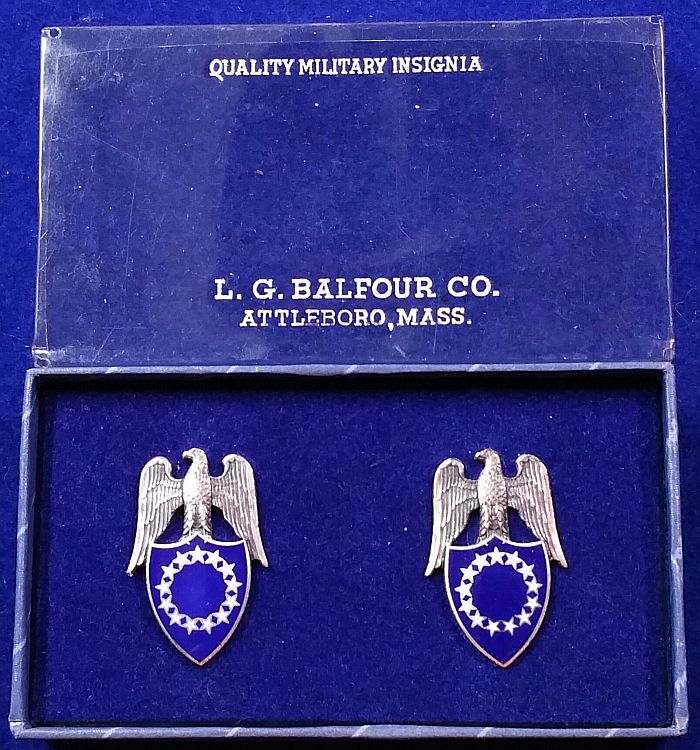 QUALITY MILITARY INSIGNIA
L. G. BALFOUR CO.
ATTLEBORO, MASS.